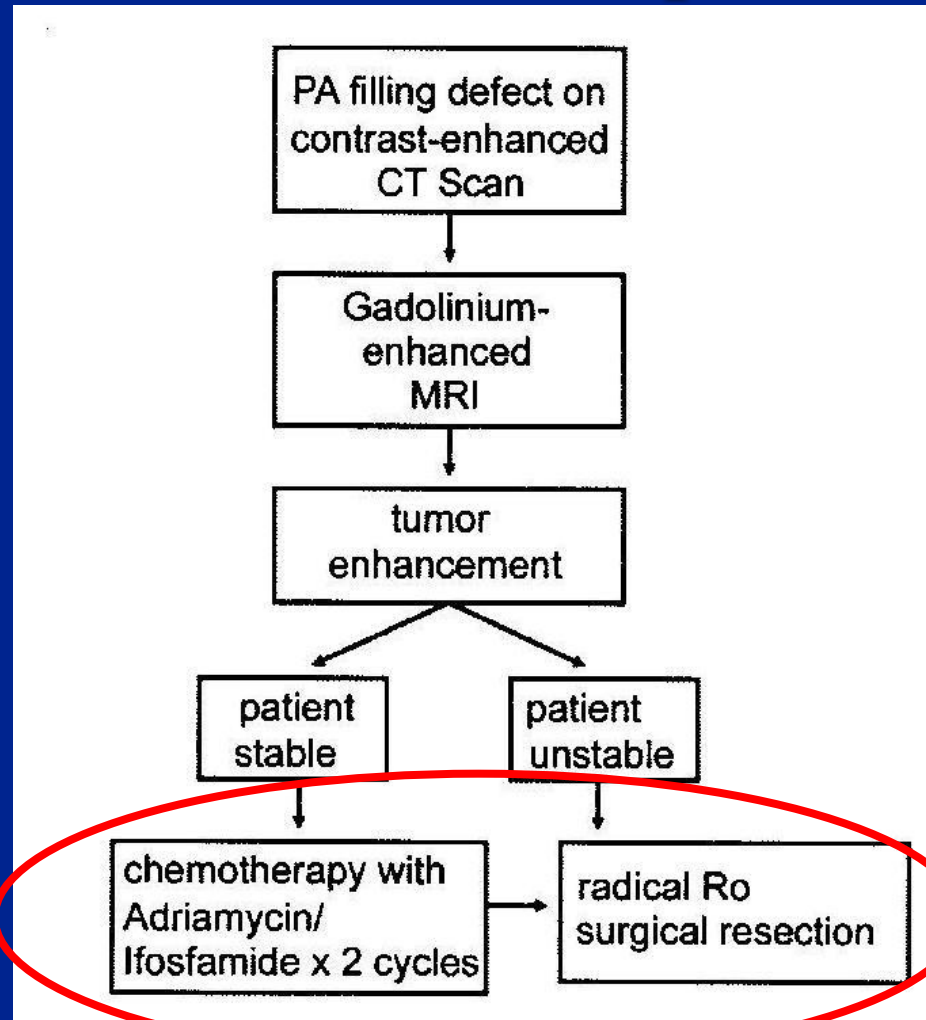 PA filling defect on
contrast-enhanced
CT Scan
Gadolinium-
enhanced
MRI
tumor
enhancement
patient
stable
patient
unstable
chemotherapy with
Adriamycin/
Ifosfamide x 2 cycles
radical Ro
surgical resection